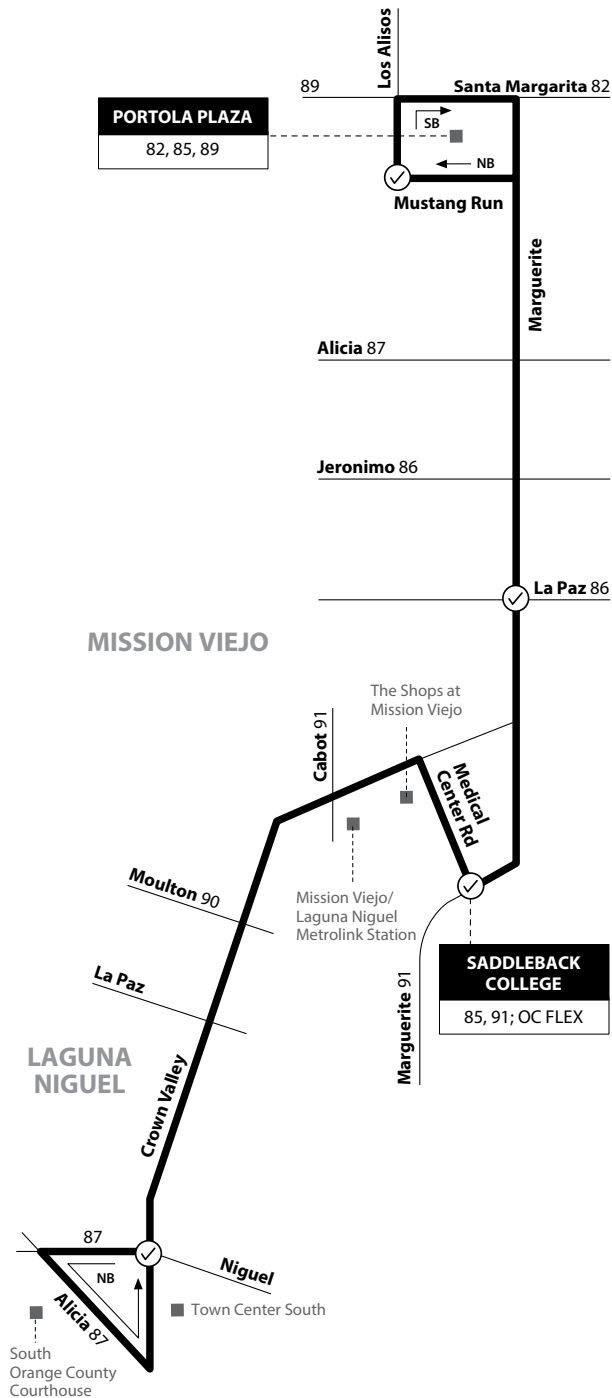 Los Alisos
89
Santa Margarita 82
PORTOLA PLAZA
82, 85, 89
SB
NB
Mustang Run
Marguerite
Alicia 87
Jeronimo 86
La Paz 86
MISSION VIEJO
The Shops at
Mission Viejo
Cabot 91
Medical
Center Rd
Moulton 90
Mission Viejo/
Laguna Niguel
Metrolink Station
La Paz
SADDLEBACK
COLLEGE
85, 91; OC FLEX
Marguerite 91
LAGUNA
NIGUEL
Crown Valley
87
NB
Niguel
Alicia 87
Town Center South
South
Orange County
Courthouse